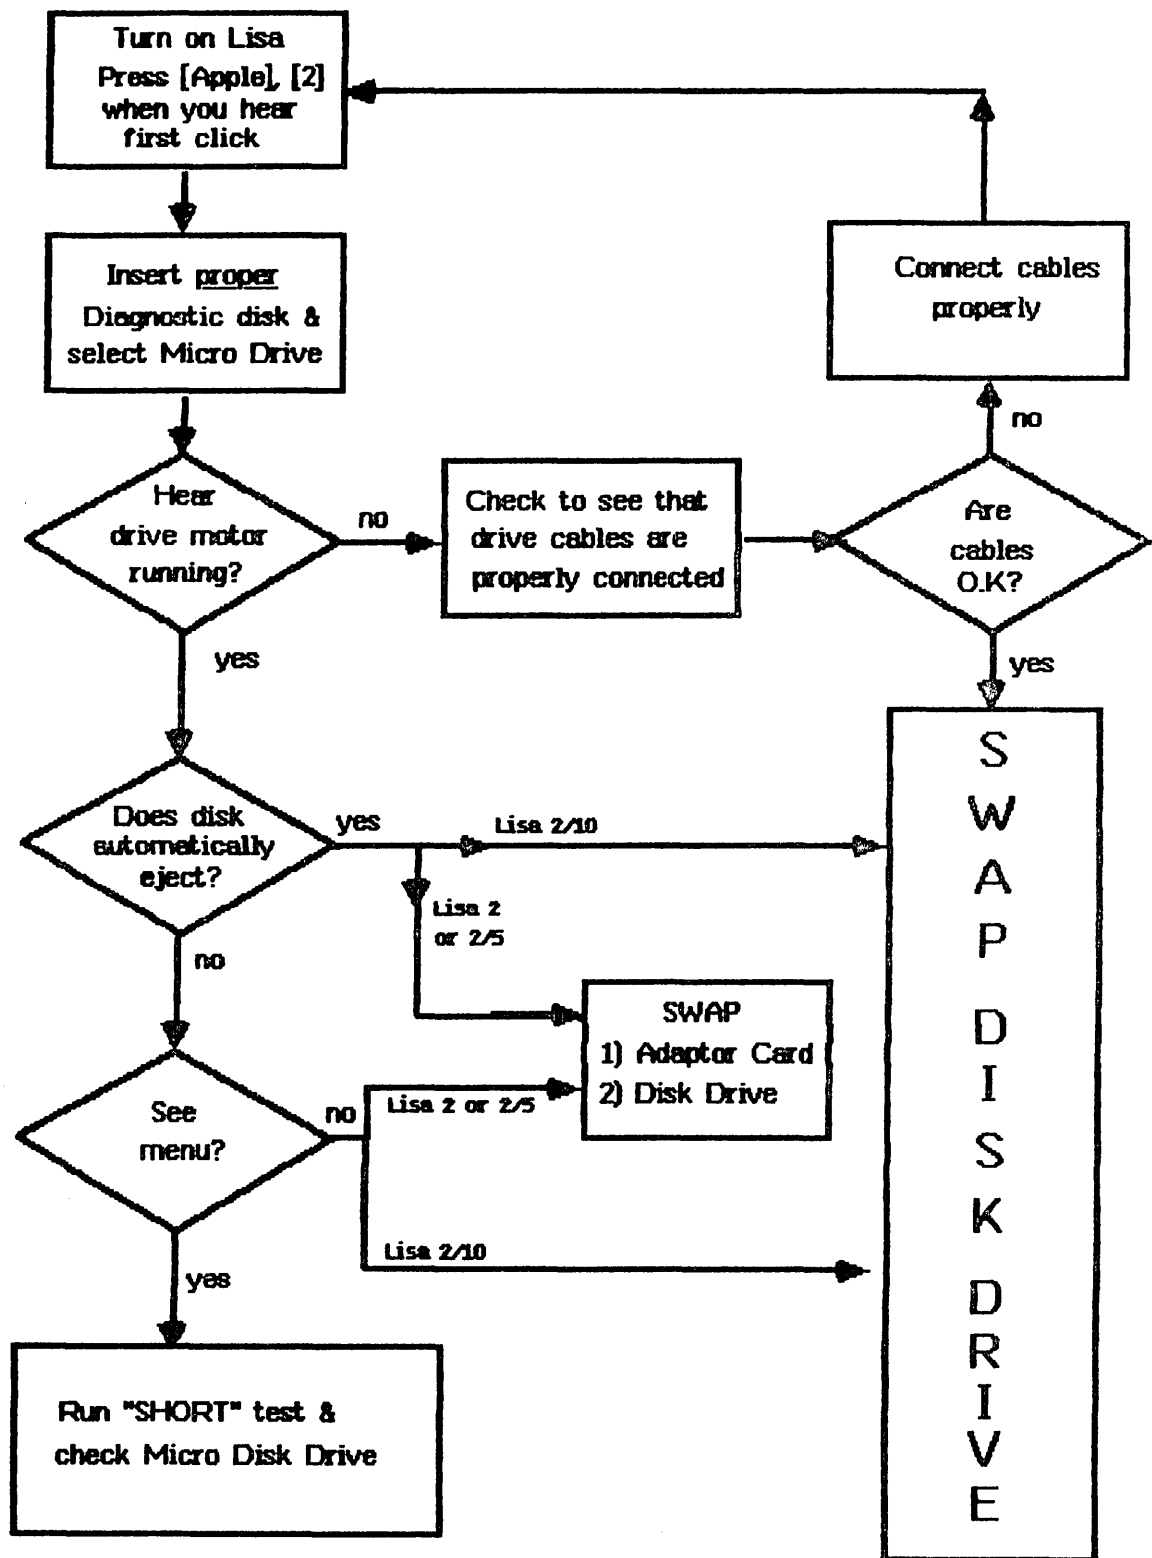 Turn on Lisa
Press [Apple], [2]
when you hear
first click
Insert proper
Diagnostic disk &
select Micro Drive
Connect cables
properly
no
Hear
drive motor
running?
no
Check to see that
drive cables are
properly connected
Are
cables
O.K?
yes
yes
Does disk
automatically
eject?
yes
Lisa 2/10
Lisa 2
or 2/5
no
SWAP
1) Adaptor Card
2) Disk Drive
See
menu?
no
Lisa 2 or 2/5
Lisa 2/10
yes
Run "SHORT" test &
check Micro Disk Drive
S
W
A
P
D
I
S
K
D
R
I
V
E